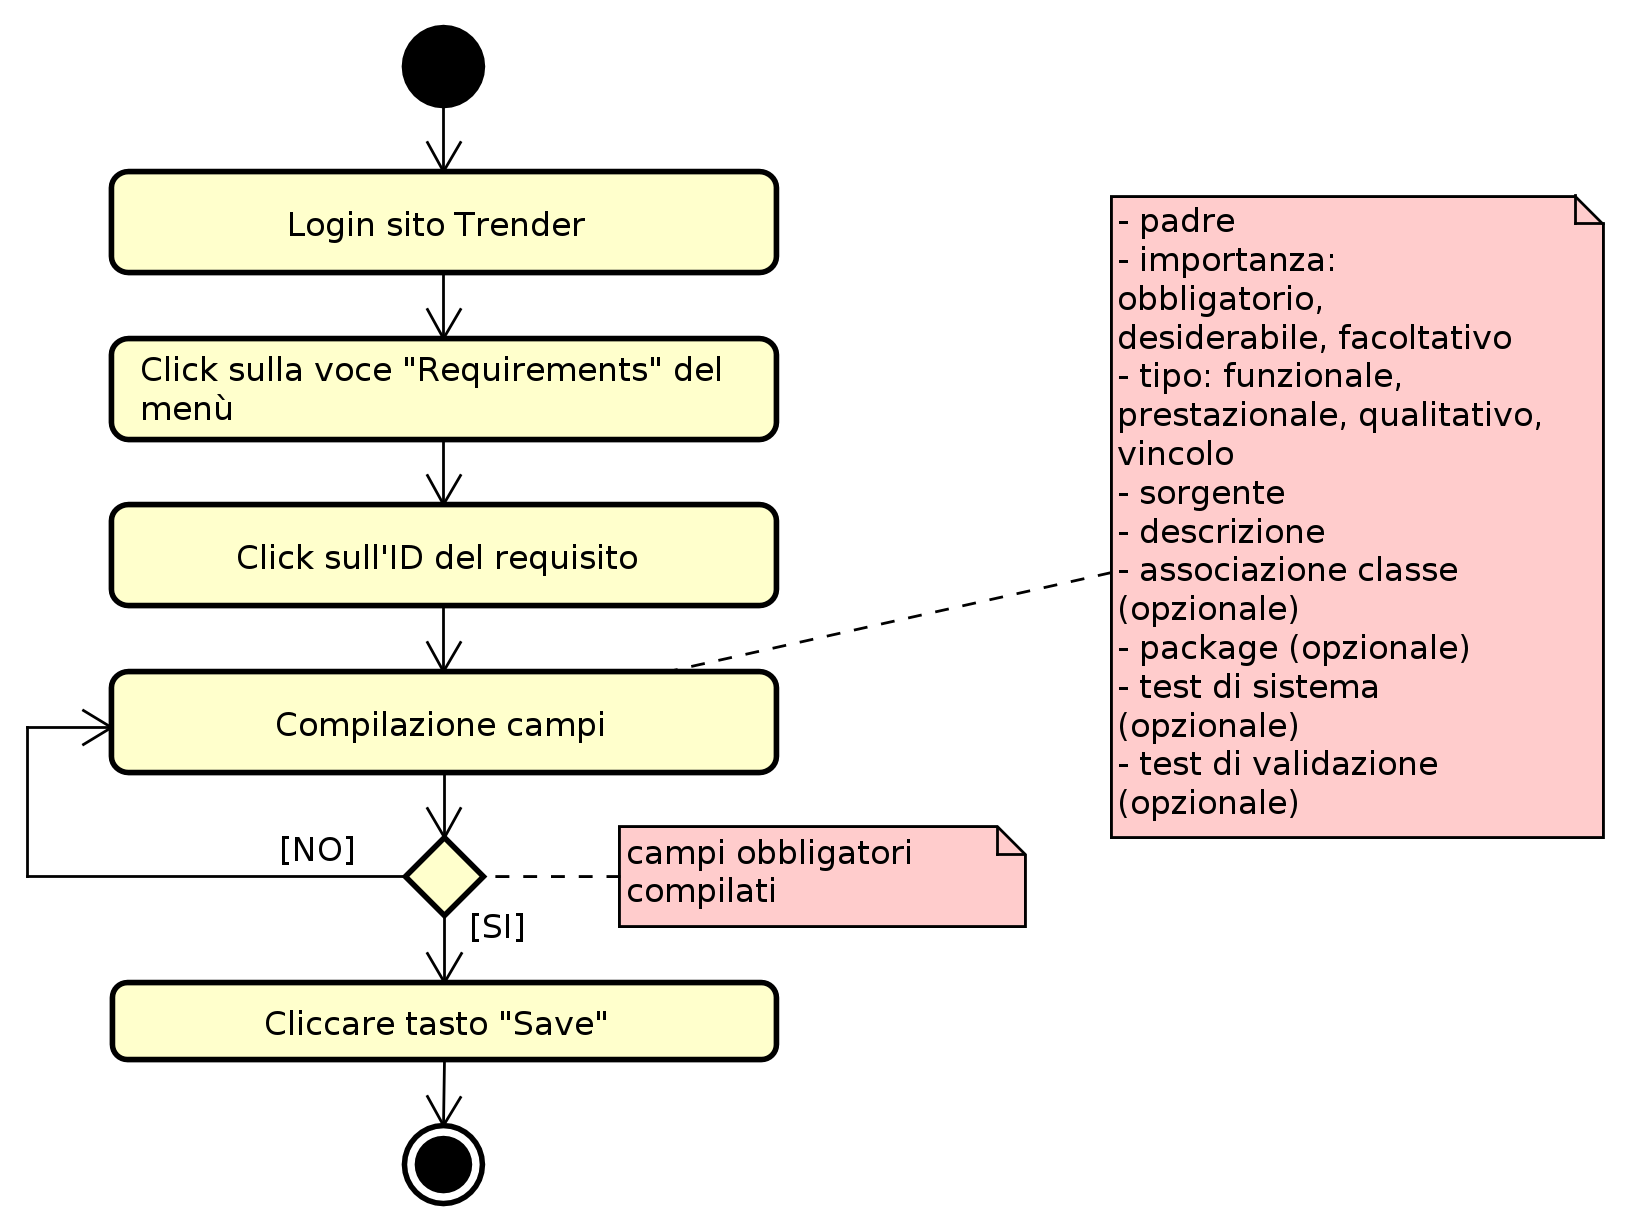 Login sito Trender
Click sulla voce "Requirements" del
menù
Click sull'ID del requisito
Compilazione campi
[NO]
[SI]
campi obbligatori
compilati
Cliccare tasto "Save"
- padre
- importanza:
obbligatorio,
desiderabile, facoltativo
- tipo: funzionale,
prestazionale, qualitativo,
vincolo
- sorgente
- descrizione
- associazione classe
(opzionale)
- package (opzionale)
- test di sistema
(opzionale)
- test di validazione
(opzionale)